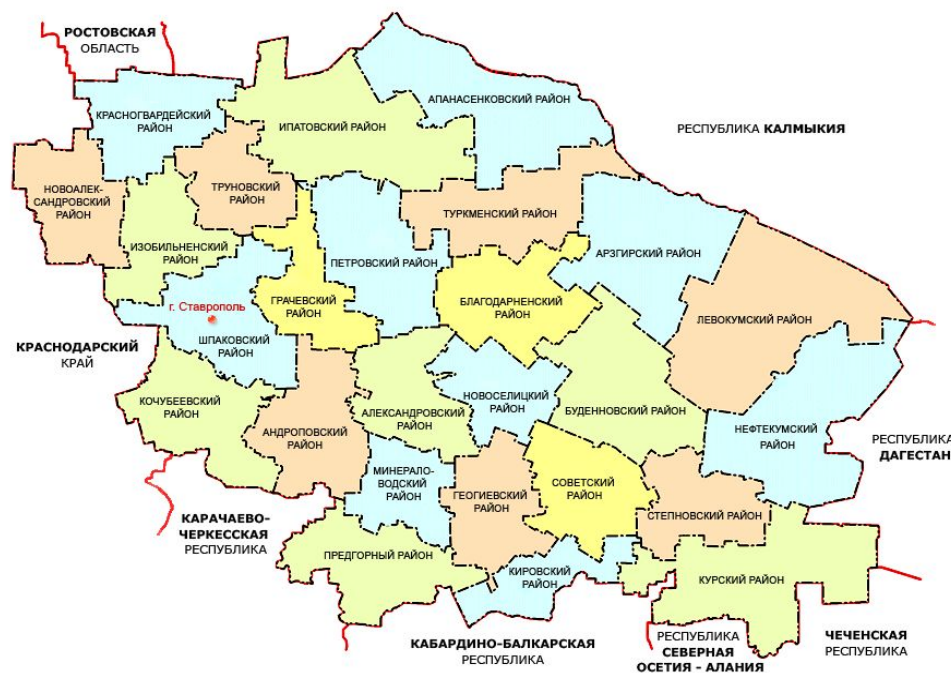 РОСТОВСКАЯ
ОБЛАСТЬ
КРАСНОГВАРДЕЙСКИЙ
РАЙОН
ИПАТОВСКИЙ РАЙОН
АПАНАСЕНКОВСКИЙ РАЙОН
РЕСПУБЛИКА КАЛМЫКИЯ
НОВОАЛЕК-
САНДРОВСКИЙ
РАЙОН
ТРУНОВСКИЙ
РАЙОН
ТУРКМЕНСКИЙ РАЙОН
ИЗОБИЛЬНЕНСКИЙ
РАЙОН
ПЕТРОВСКИЙ РАЙОН
АРЗГИРСКИЙ РАЙОН
г. Ставрополь
ГРАЧЕВСКИЙ
РАЙОН
БЛАГОДАРНЕНСКИЙ
РАЙОН
ЛЕВОКУМСКИЙ РАЙОН
КРАСНОДАРСКИЙ
КРАЙ
ШПАКОВСКИЙ
РАЙОН
КОЧУБЕЕВСКИЙ
РАЙОН
АНДРОПОВСКИЙ
РАЙОН
АЛЕКСАНДРОВСКИЙ
РАЙОН
НОВОСЕЛИЦКИЙ
РАЙОН
БУДЕННОВСКИЙ РАЙОН
НЕФТЕКУМСКИЙ
РАЙОН
РЕСПУБЛИКА
ДАГЕСТАН
МИНЕРАЛО-
ВОДСКИЙ
РАЙОН
ГЕОГИЕВСКИЙ
РАЙОН
СОВЕТСКИЙ
РАЙОН
СТЕПНОВСКИЙ РАЙОН
КАРАЧАЕВО-
ЧЕРКЕССКАЯ
РЕСПУБЛИКА
ПРЕДГОРНЫЙ РАЙОН
КИРОВСКИЙ
РАЙОН
КУРСКИЙ РАЙОН
КАБАРДИНО-БАЛКАРСКАЯ
РЕСПУБЛИКА
РЕСПУБЛИКА
СЕВЕРНАЯ
ОСЕТИЯ - АЛАНИЯ
ЧЕЧЕНСКАЯ
РЕСПУБЛИКА